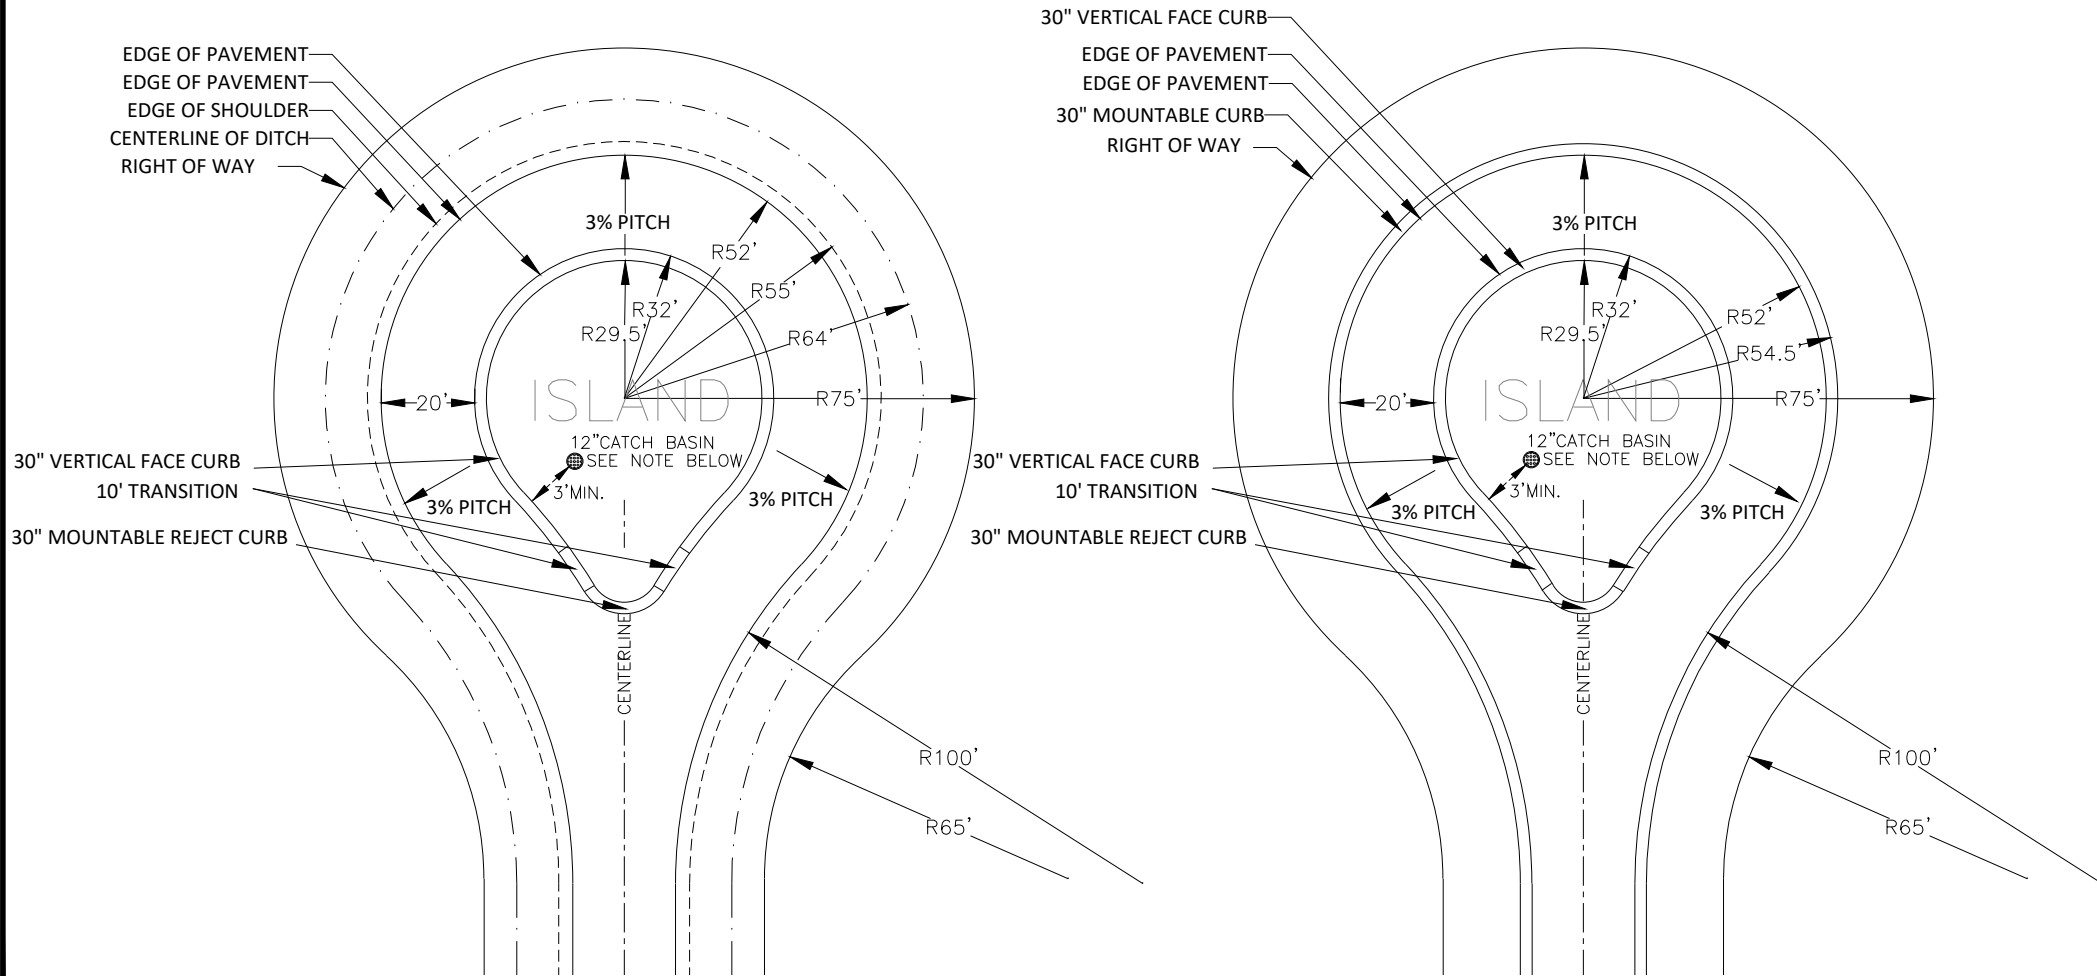 EDGE OF PAVEMENT
EDGE OF PAVEMENT
EDGE OF SHOULDER
CENTERLINE OF DITCH
RIGHT OF WAY
3% PITCH
R52'
R55'
R32'
R29.5'
R64'
ISLAND
R75'
20'
12"CATCH BASIN
SEE NOTE BELOW
3'MIN.
30" VERTICAL FACE CURB
10' TRANSITION
3% PITCH
3% PITCH
30" MOUNTABLE REJECT CURB
CENTERLINE
R100'
R65'
30" VERTICAL FACE CURB
EDGE OF PAVEMENT
EDGE OF PAVEMENT
30" MOUNTABLE CURB
RIGHT OF WAY
3% PITCH
R32'
R52'
R29.5'
R54.5'
ISLAND
R75'
20'
12"CATCH BASIN
SEE NOTE BELOW
3'MIN.
30" VERTICAL FACE CURB
10' TRANSITION
3% PITCH
3% PITCH
30" MOUNTABLE REJECT CURB
CENTERLINE
R100'
R65'